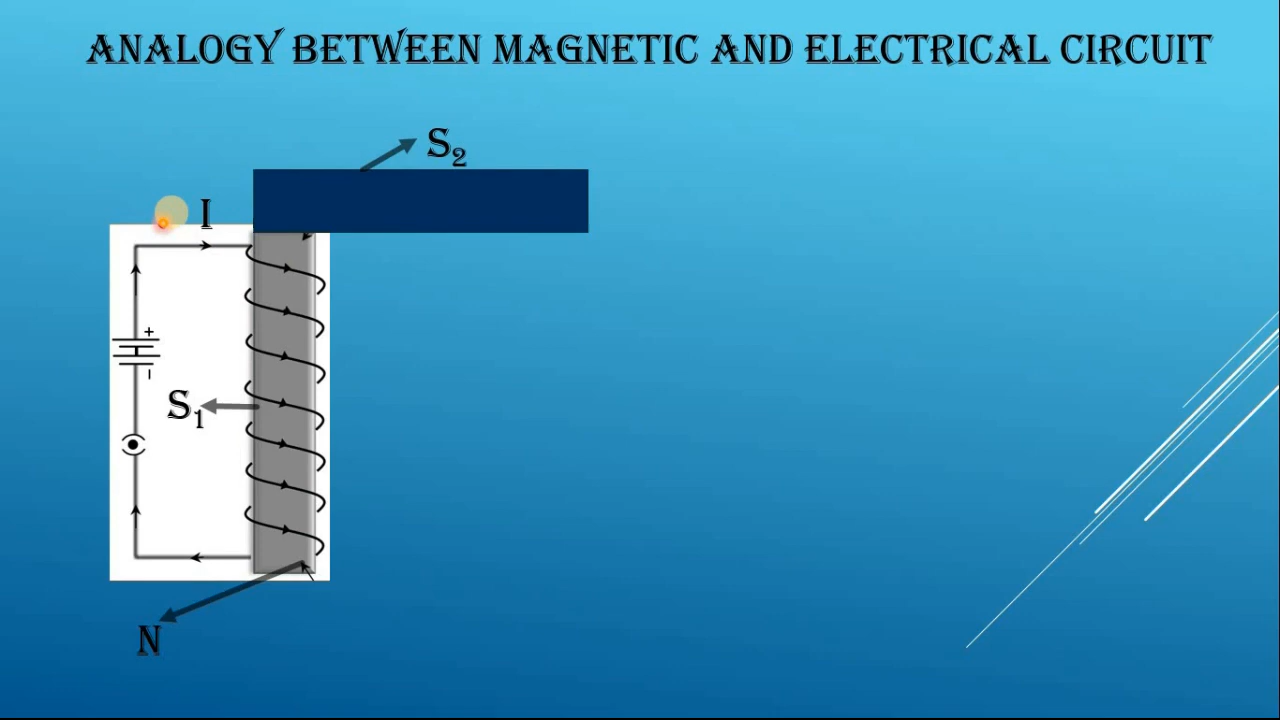 ANALOGY BETWEEN MAGNETIC AND ELECTRICAL CIRCUIT
S₂
I
+
−
S₁
N